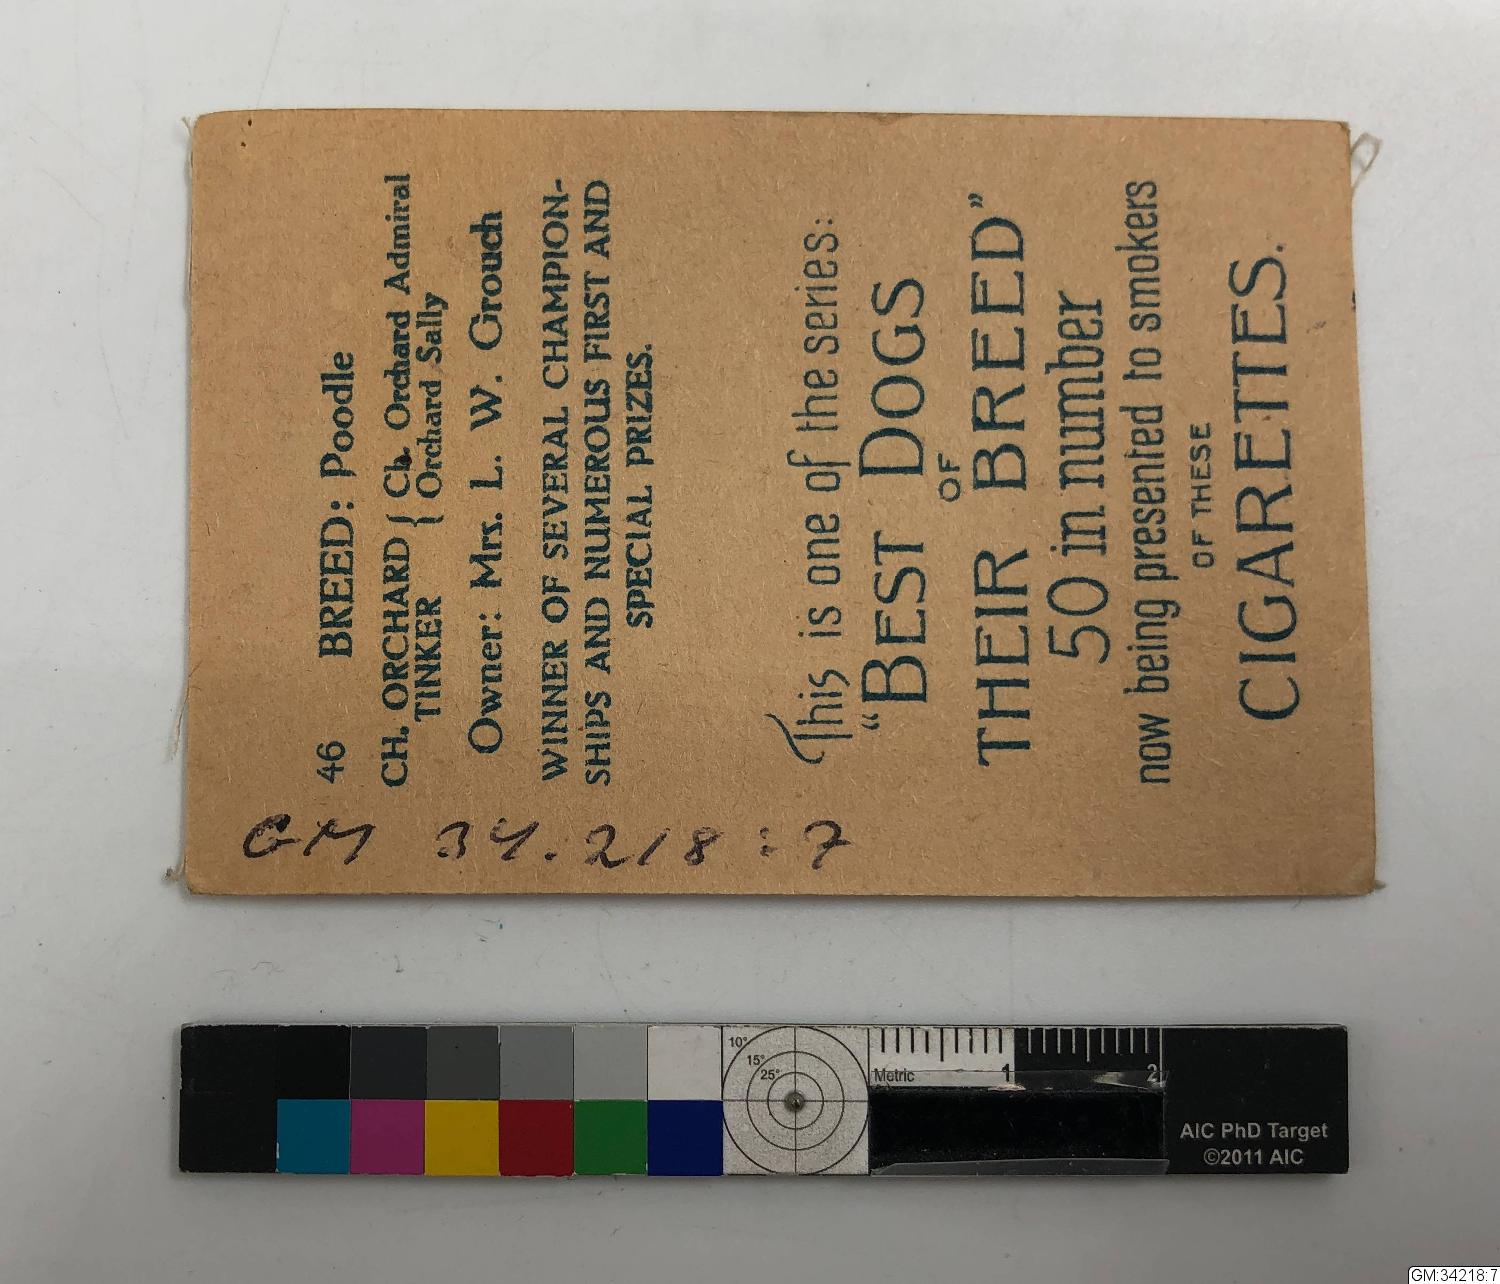 46 BREED: Poodle
CH. ORCHARD { Ch. Orchard Admiral
TINKER { Orchard Sally
Owner: Mrs. L. W. Crouch
WINNER OF SEVERAL CHAMPION-
SHIPS AND NUMEROUS FIRST AND
SPECIAL PRIZES.
This is one of the series:
“BEST DOGS
OF
THEIR BREED”
50 in number
now being presented to smokers
OF THESE
CIGARETTES.
GM 34.218:7
10°
15°
25°
Metric 1 2
AIC PhD Target
©2011 AIC
GM:34218:7